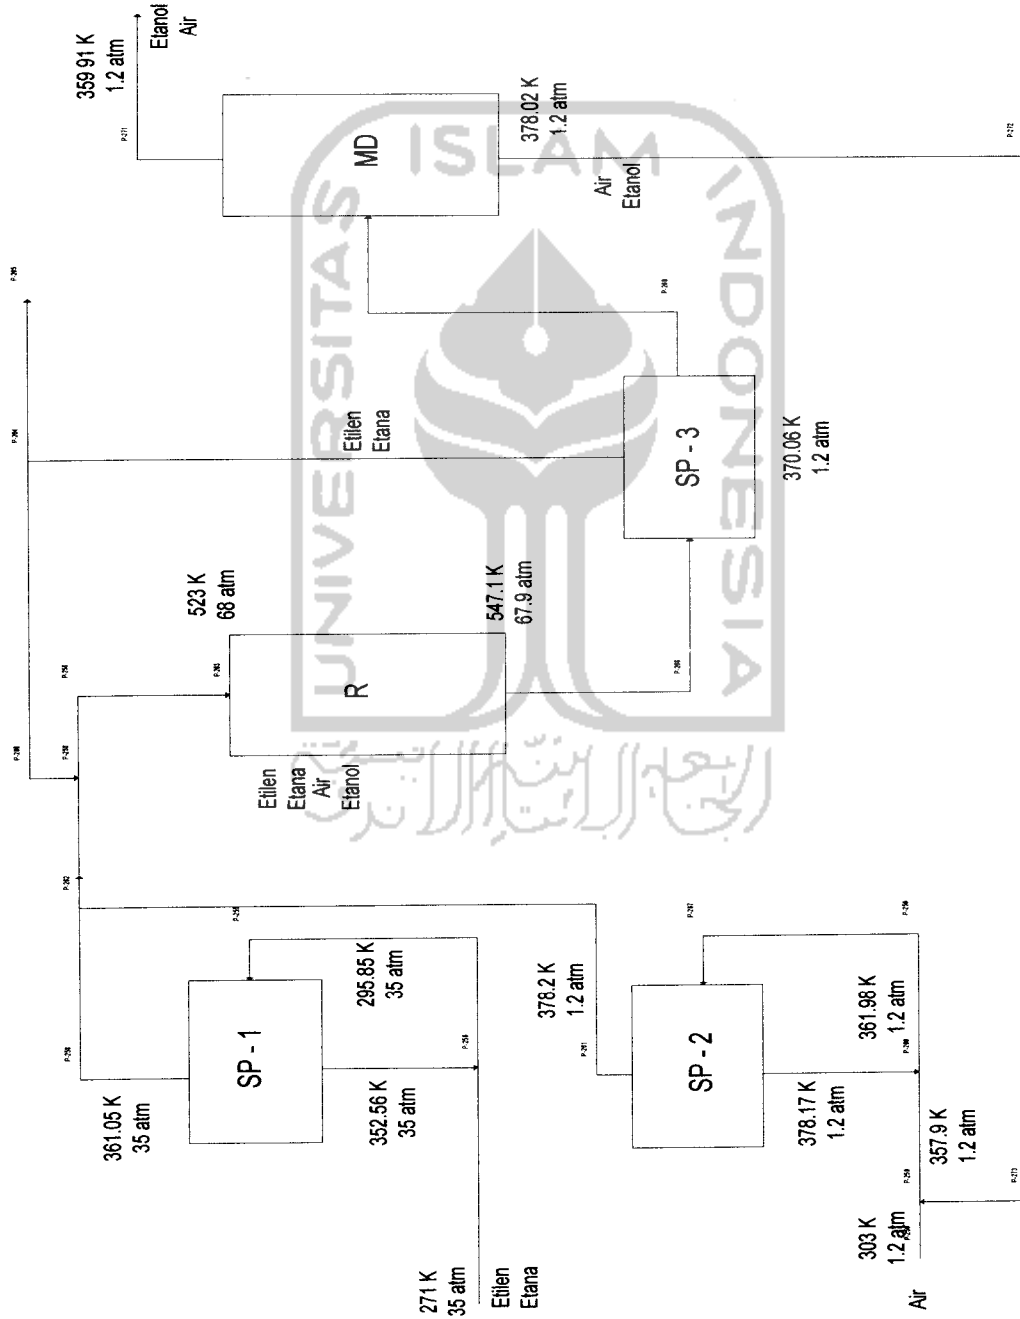 359.91 K
1.2 atm
Etanol
Air
P-271
MD
378.02 K
1.2 atm
Air
Etanol
P-272
Etilen
Etana
SP - 3
370.06 K
1.2 atm
523 K
68 atm
R
547.1 K
67.9 atm
Etilen
Etana
Air
Etanol
361.05 K
35 atm
SP - 1
295.85 K
35 atm
352.56 K
35 atm
271 K
35 atm
Etilen
Etana
378.2 K
1.2 atm
SP - 2
361.98 K
1.2 atm
378.17 K
1.2 atm
357.9 K
1.2 atm
303 K
1.2 atm
Air
P-273
UNIVERSITAS
ISLAM
INDONESIA